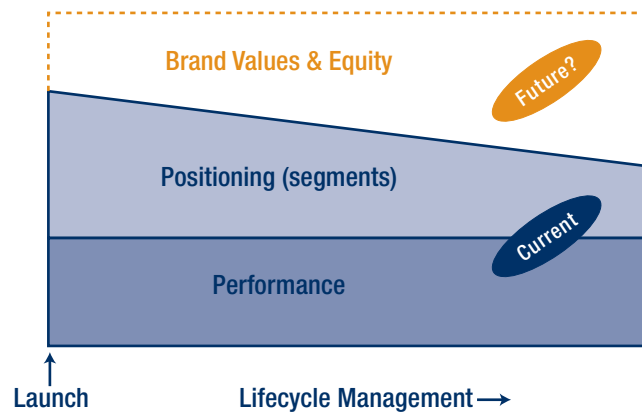 Brand Values & Equity
Future?
Positioning (segments)
Current
Performance
Launch
Lifecycle Management